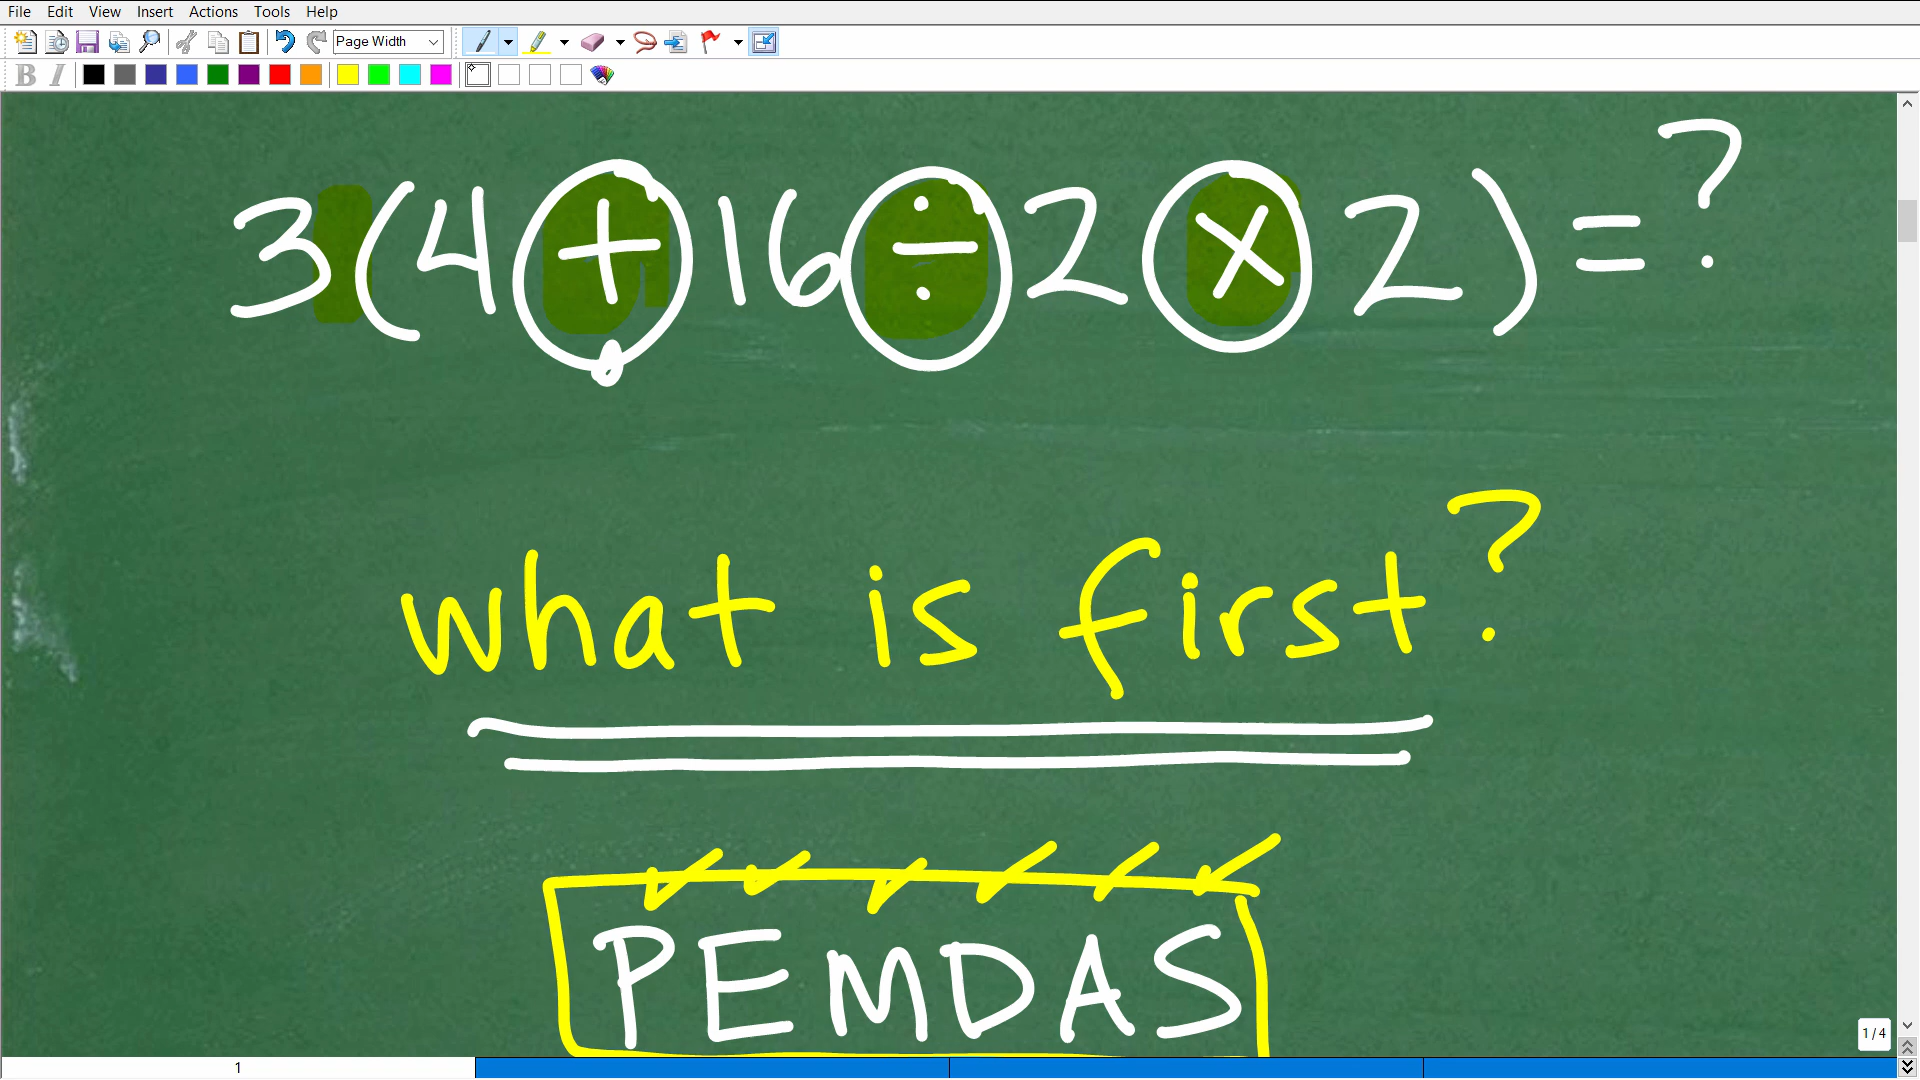 File Edit View Insert Actions Tools Help
Page Width
B I
3(4+16÷2×2)=?
what is first?
PEMDAS
1/4
1